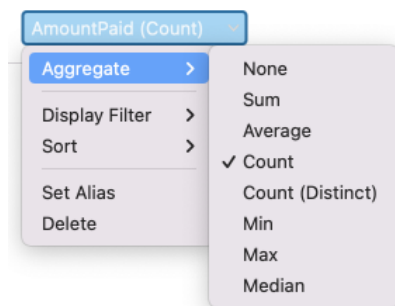 AmountPaid (Count)
Aggregate
Display Filter
Sort
Set Alias
Delete
None
Sum
Average
✓ Count
Count (Distinct)
Min
Max
Median